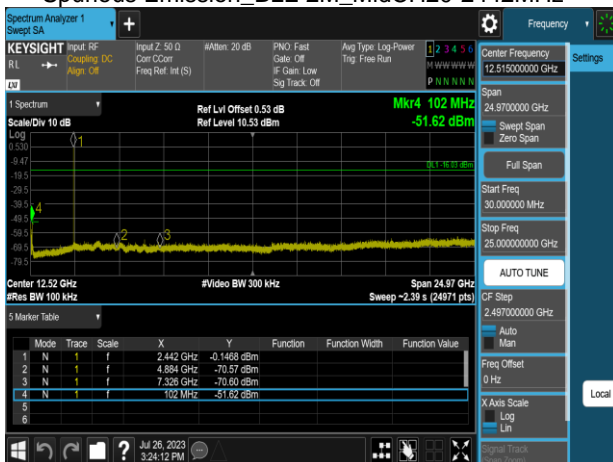 Spurious Emission_BLE 2M_MidCH20 2442MHz
Spectrum Analyzer 1
Swept SA
Frequency
KEYSIGHT
Input: RF
Input Z: 50 Ω
#Atten: 20 dB
PNO: Fast
Avg Type: Log-Power
1 2 3 4 5 6
RL
Coupling: DC
Corr CCorr
Gate: Off
Trig: Free Run
M W W W W W
Align: Off
Freq Ref: Int (S)
IF Gain: Low
P N N N N N
Sig Track: Off
LXI
1 Spectrum
Ref Lvl Offset 0.53 dB
Mkr4 102 MHz
Scale/Div 10 dB
Ref Level 10.53 dBm
-51.62 dBm
Log
0.530
-9.47
-19.5
-29.5
-39.5
-49.5
-59.5
-69.5
-79.5
1
2
3
4
DL1 -16.03 dBm
Center 12.52 GHz
#Video BW 300 kHz
Span 24.97 GHz
#Res BW 100 kHz
Sweep ~2.39 s (24971 pts)
5 Marker Table
Mode Trace Scale X Y Function Function Width Function Value
1 N 1 f 2.442 GHz -0.1468 dBm
2 N 1 f 4.884 GHz -70.57 dBm
3 N 1 f 7.326 GHz -70.60 dBm
4 N 1 f 102 MHz -51.62 dBm
5
6
Jul 26, 2023
3:24:12 PM
Center Frequency
12.515000000 GHz
Settings
Span
24.9700000 GHz
Swept Span
Zero Span
Full Span
Start Freq
30.000000 MHz
Stop Freq
25.000000000 GHz
AUTO TUNE
CF Step
2.497000000 GHz
Auto
Man
Freq Offset
0 Hz
Local
X Axis Scale
Log
Lin
Signal Track
(Span Zoom)